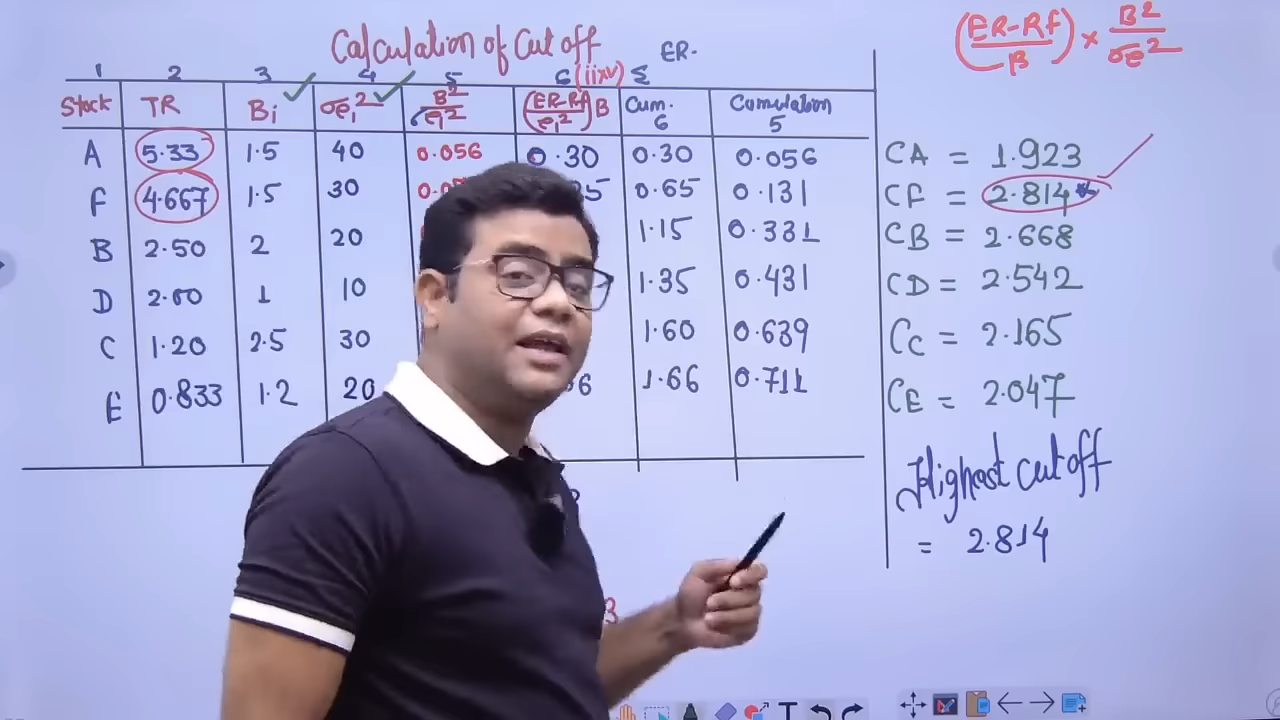 Calculation of Cut off
ER-
(ER-Rf / β) × B² / σe²
1 2 3 4 5 6 (iixv) Σ
Stock TR Bi σei² B² / ei² (ER-Rf / ei²) B Cum. 6 Cumulation 5
A 5.33 1.5 40 0.056 0.30 0.30 0.056
F 4.667 1.5 30 0.65 0.131
B 2.50 2 20 1.15 0.331
D 2.00 1 10 1.35 0.431
C 1.20 2.5 30 1.60 0.639
E 0.833 1.2 20 1.66 0.711
CA = 1.923
CF = 2.814
CB = 2.668
CD = 2.542
Cc = 2.165
CE = 2.047
Highest cut off
= 2.814